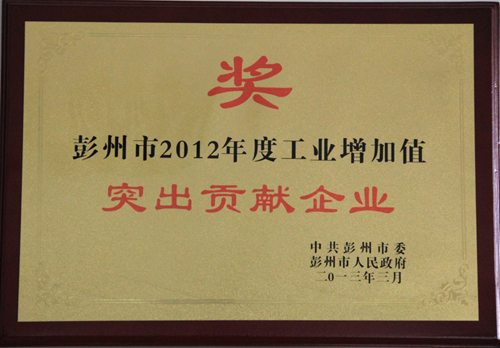 奖
彭州市2012年度工业增加值
突出贡献企业
中共彭州市委
彭州市人民政府
二0一三年三月